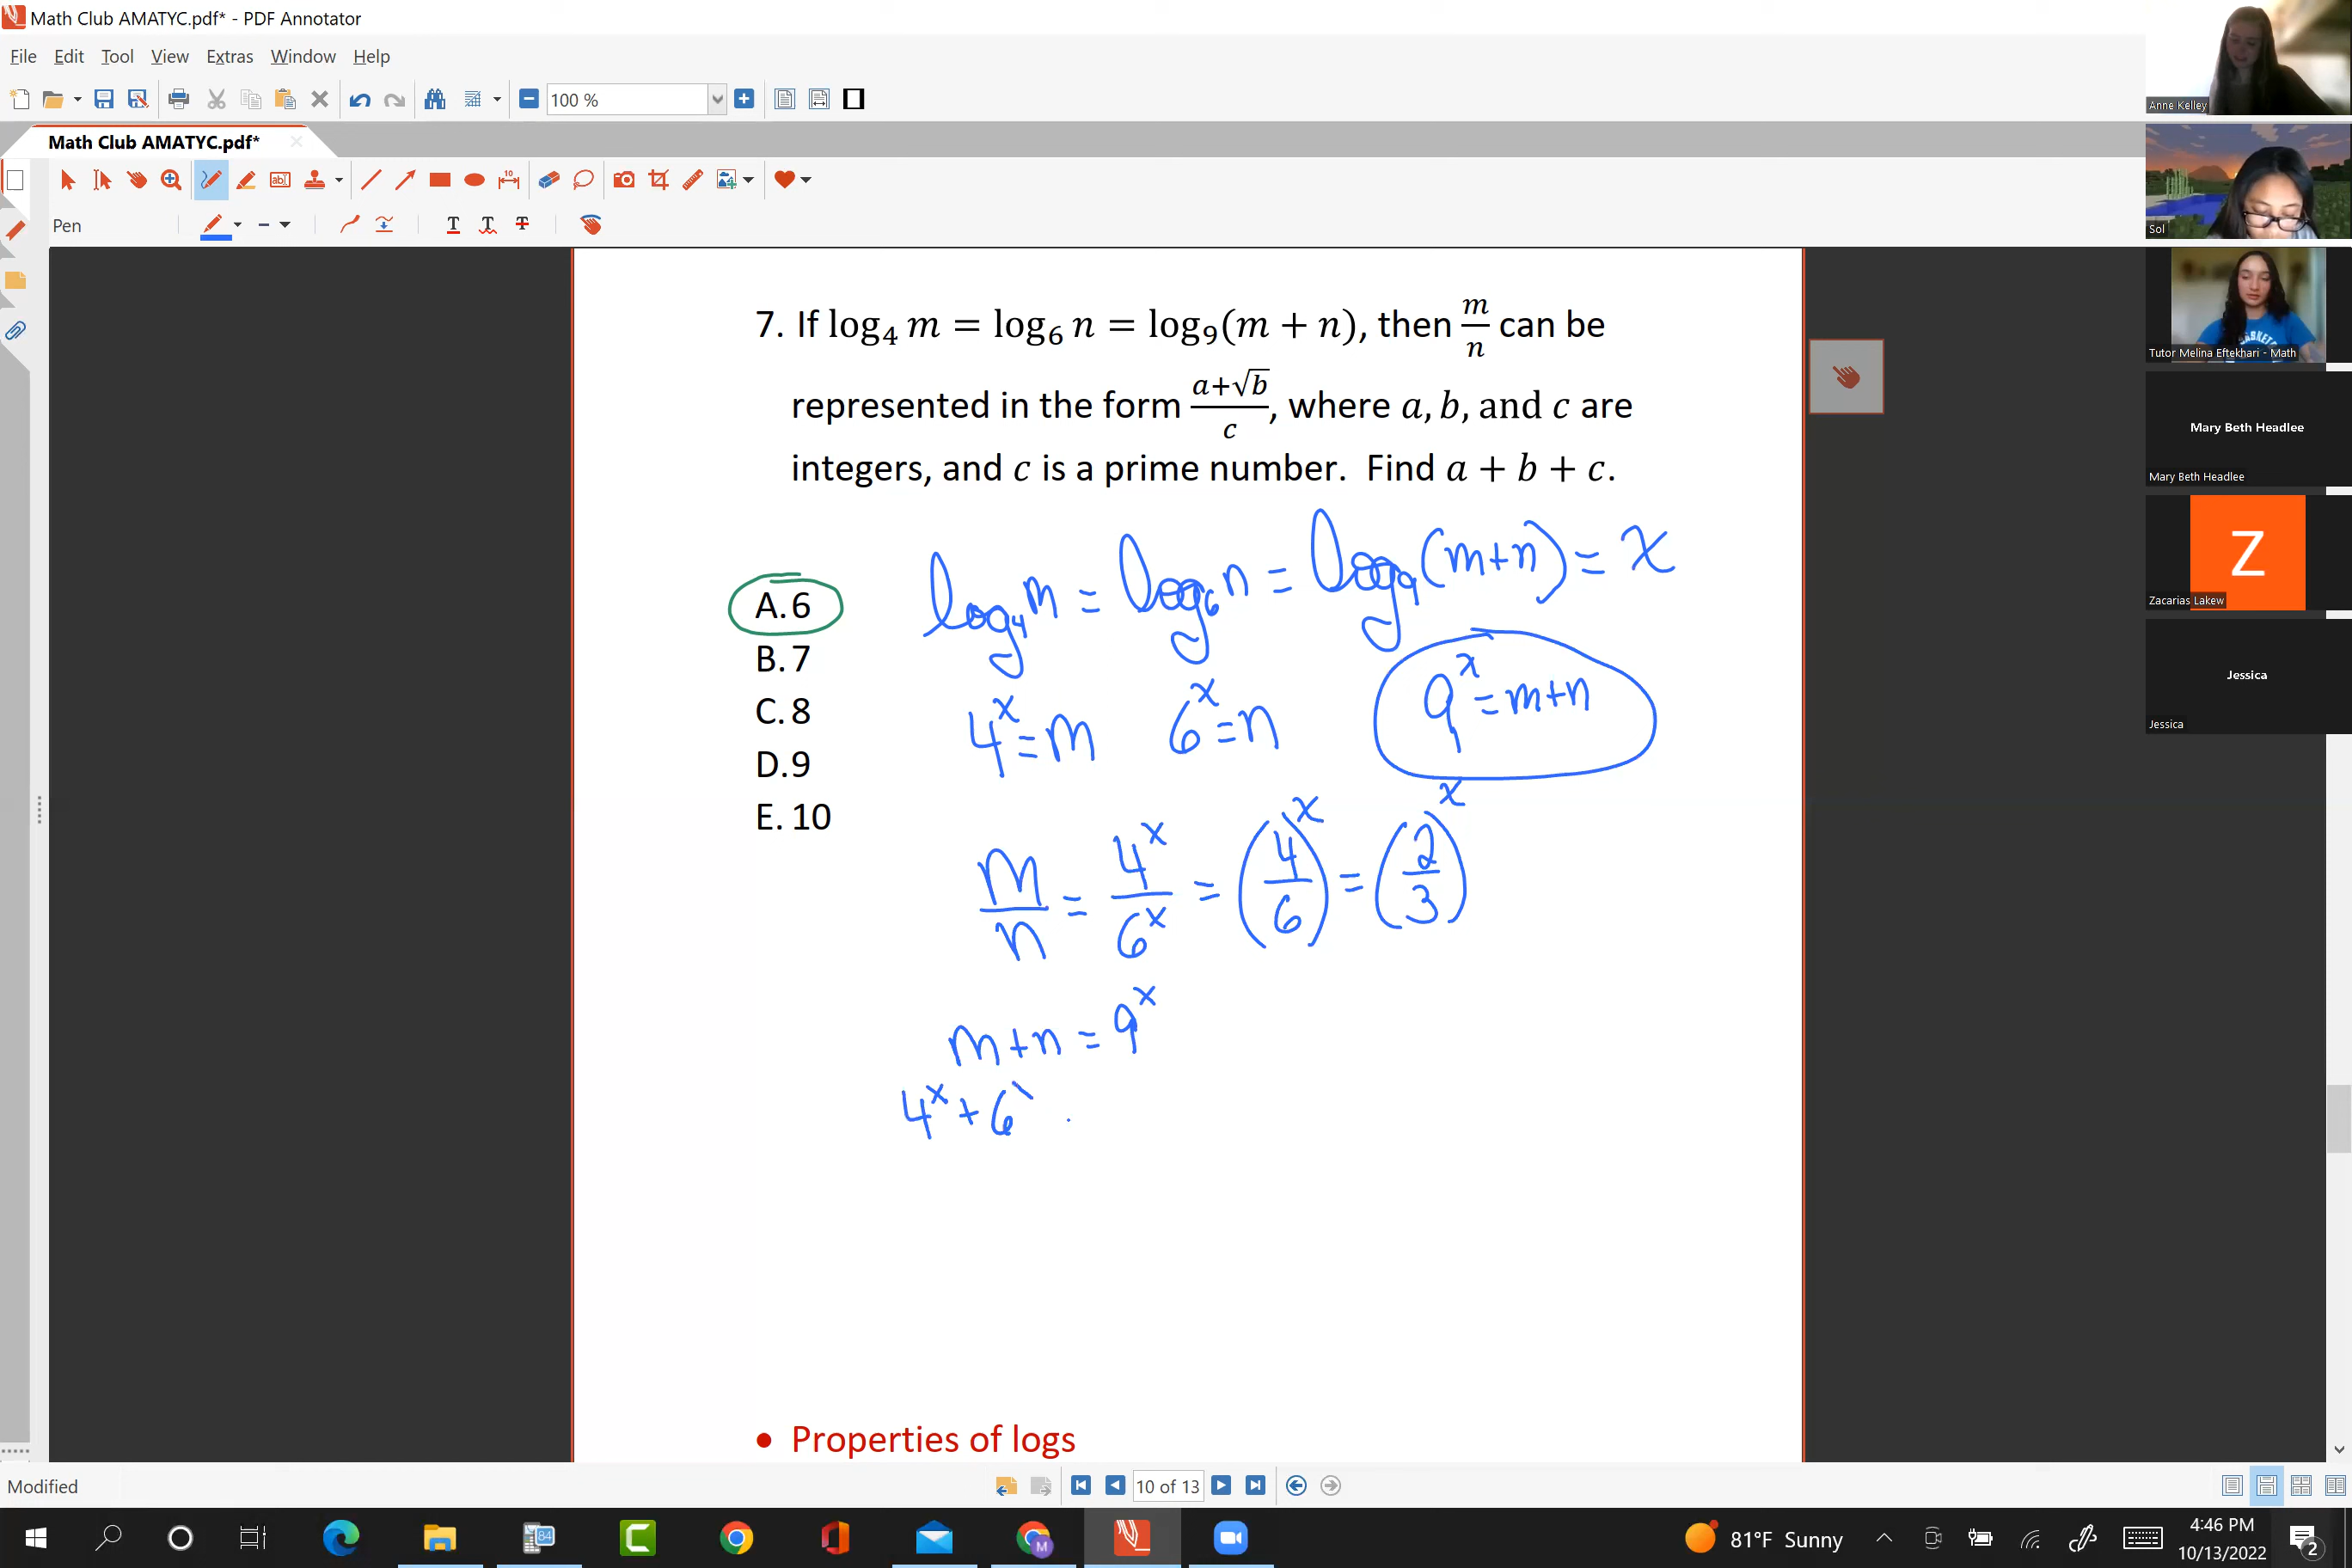 Math Club AMATYC.pdf* - PDF Annotator
File Edit Tool View Extras Window Help
100 %
Math Club AMATYC.pdf*
Pen
7. If log₄ m = log₆ n = log₉(m + n), then m/n can be
represented in the form (a+√b)/c, where a, b, and c are
integers, and c is a prime number. Find a + b + c.
log₄ m = log₆ n = log₉ (m+n) = x
A. 6
B. 7
C. 8
D. 9
E. 10
4ˣ = m 6ˣ = n 9ˣ = m+n
m/n = 4ˣ/6ˣ = (4/6)ˣ = (2/3)ˣ
m+n = 9ˣ
4ˣ + 6
• Properties of logs
Anne Kelley
Sol
Tutor Melina Eftekhari - Math
Mary Beth Headlee
Mary Beth Headlee
Z
Zacarias Lakew
Jessica
Jessica
Modified
10 of 13
84
M
81°F Sunny
4:46 PM
10/13/2022
2